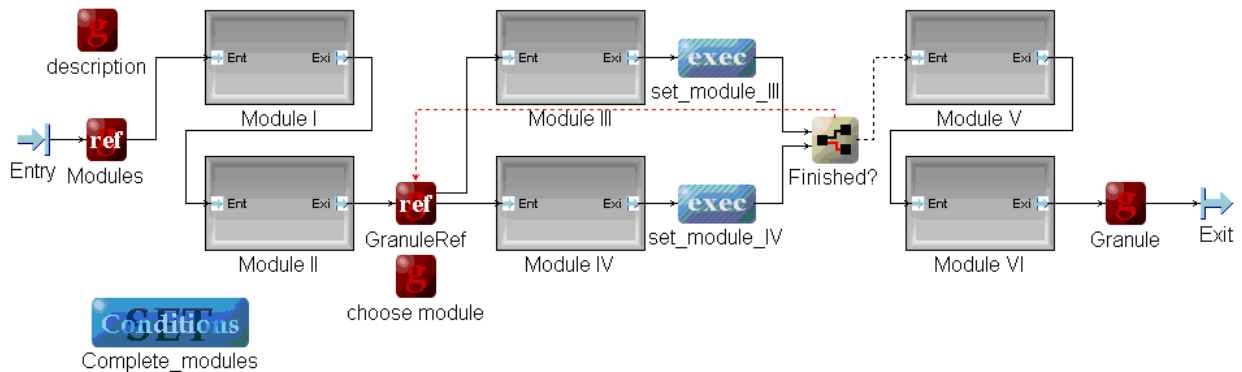 g
description
Ent Exi
Module I
Ent Exi
Module III
exec
set_module_III
Ent Exi
Module V
Entry
ref
Modules
Finished?
Ent Exi
Module II
ref
GranuleRef
Ent Exi
Module IV
exec
set_module_IV
Ent Exi
Module VI
g
Granule
Exit
g
choose module
SET
Conditions
Complete_modules